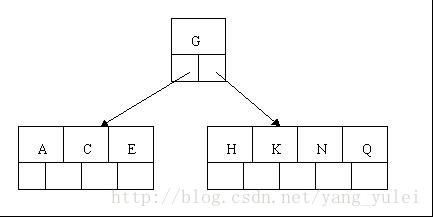 G
A C E H K N Q
http://blog.csdn.net/yang_yulei